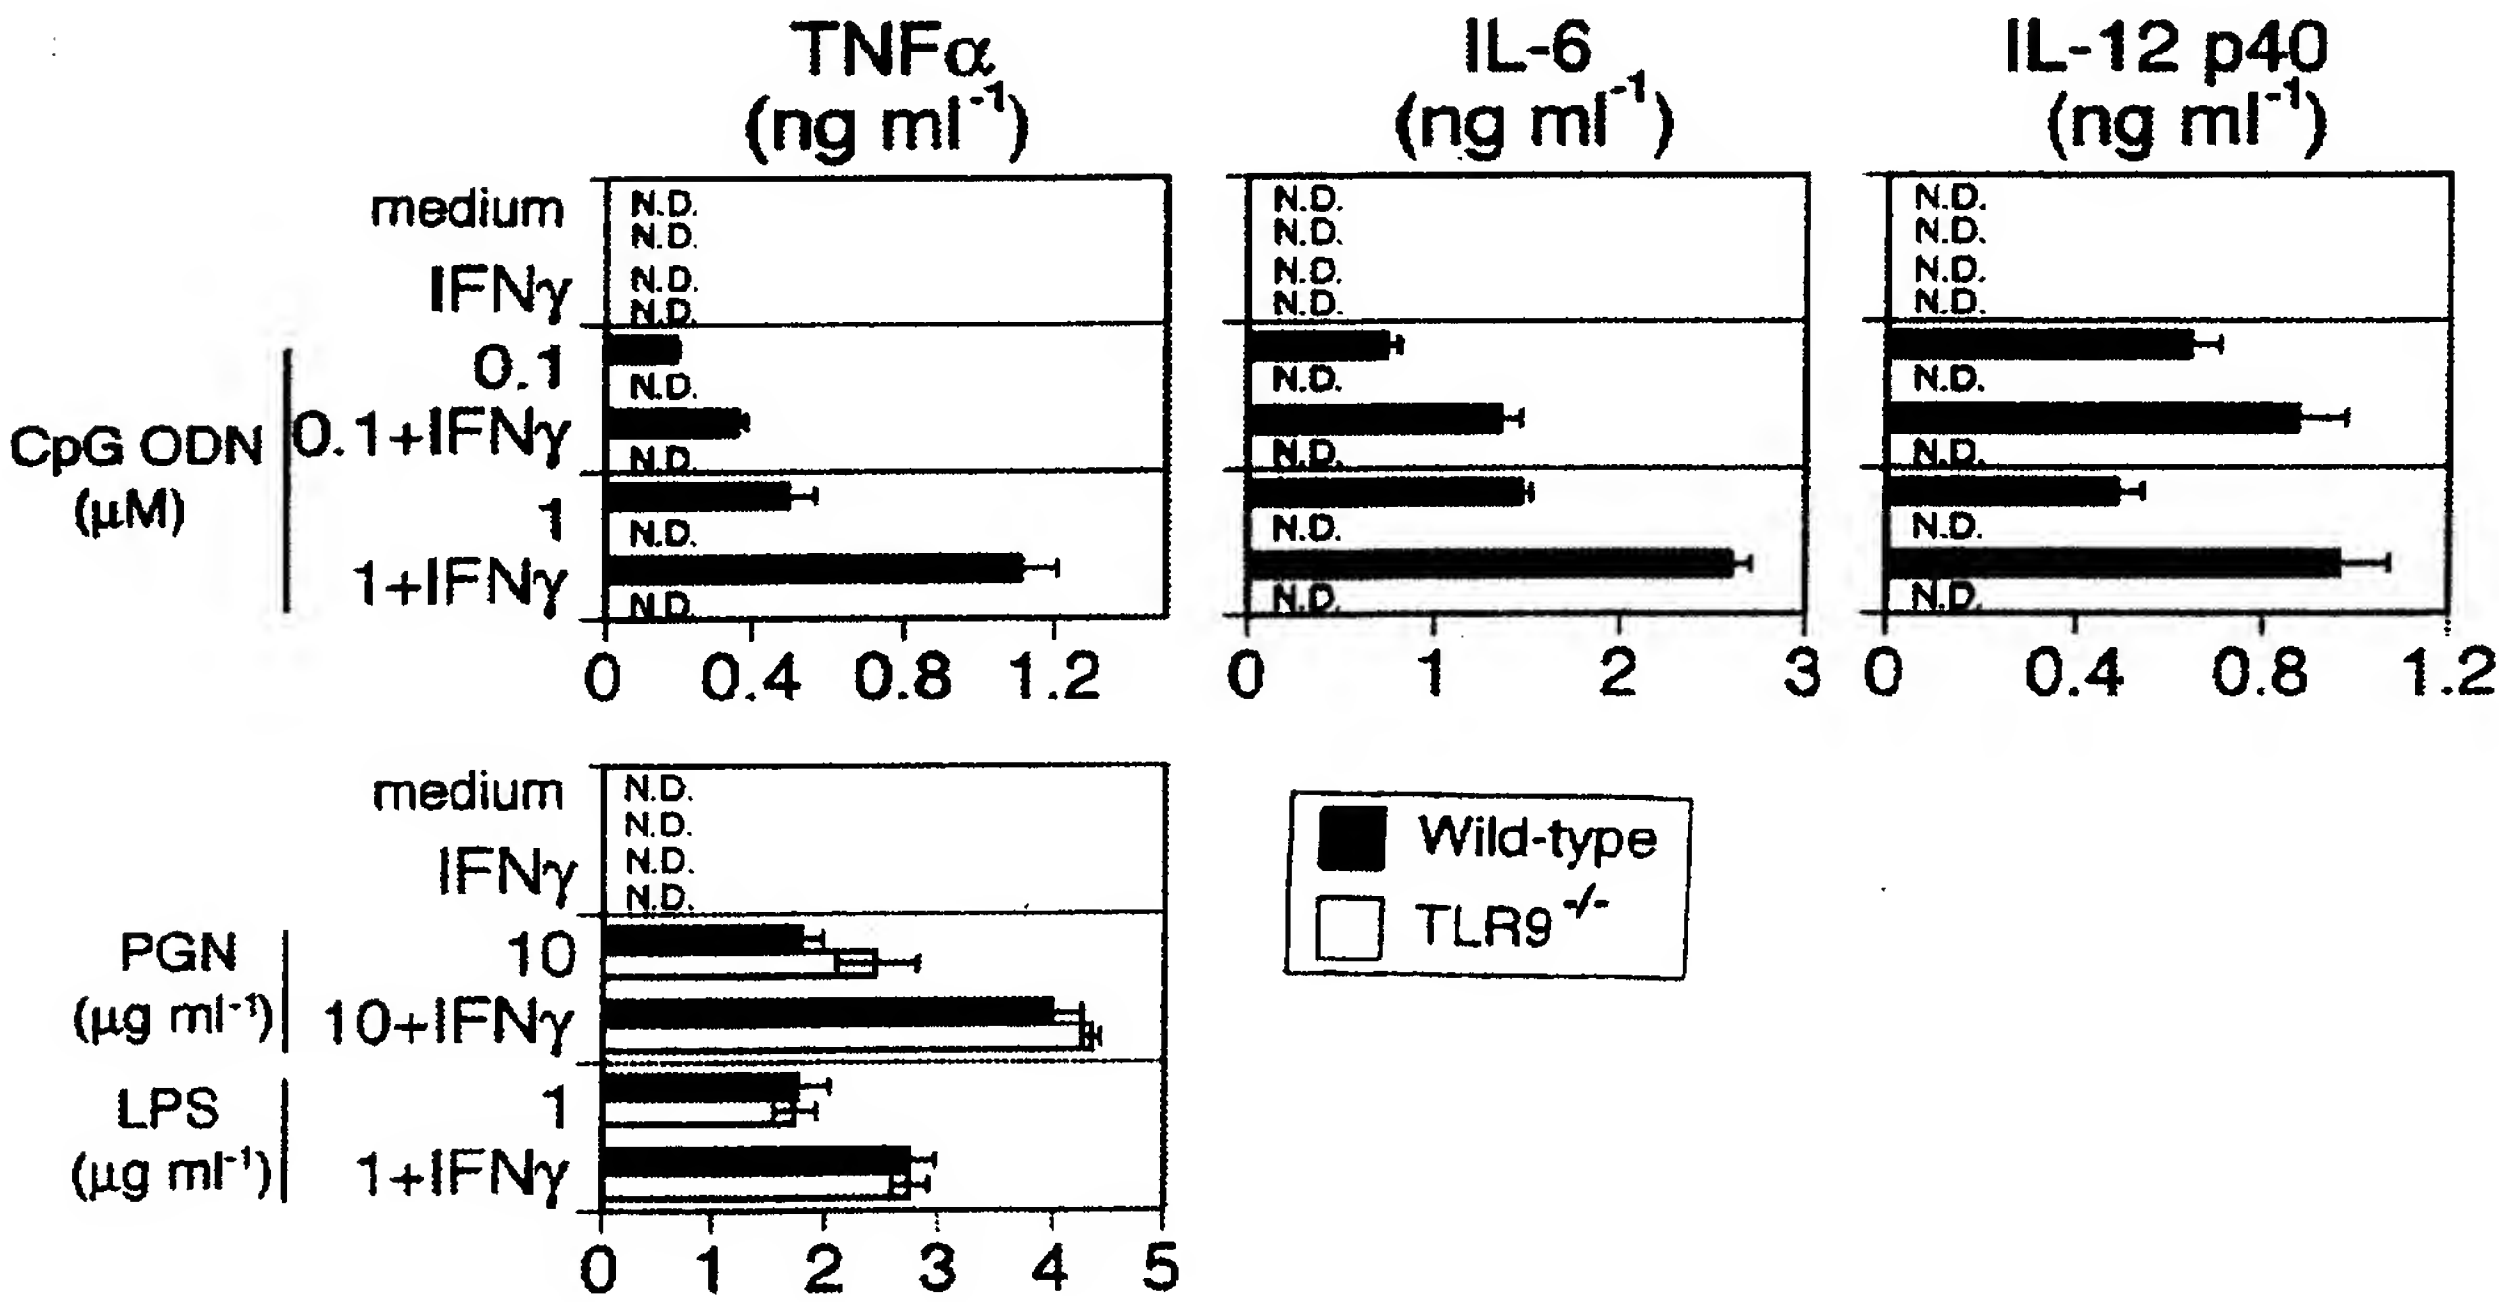 TNFα
(ng ml⁻¹)
IL-6
(ng ml⁻¹)
IL-12 p40
(ng ml⁻¹)
medium
N.D.
N.D.
N.D.
N.D.
N.D.
N.D.
IFNγ
N.D.
N.D.
N.D.
N.D.
N.D.
N.D.
CpG ODN
(μM)
0.1
N.D.
N.D.
N.D.
0.1+IFNγ
N.D.
N.D.
N.D.
1
N.D.
N.D.
N.D.
1+IFNγ
N.D.
N.D.
N.D.
0 0.4 0.8 1.2
0 1 2 3
0 0.4 0.8 1.2
medium
N.D.
N.D.
IFNγ
N.D.
N.D.
PGN
(μg ml⁻¹)
10
10+IFNγ
LPS
(μg ml⁻¹)
1
1+IFNγ
0 1 2 3 4 5
Wild-type
TLR9⁻/⁻